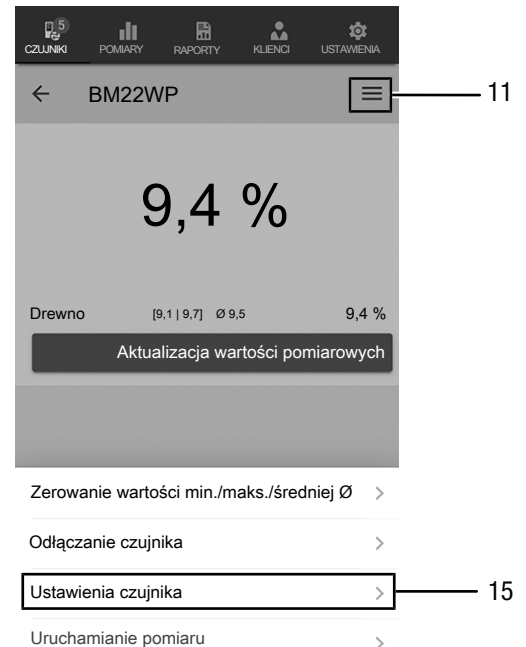 5
CZUJNIKI POMIARY RAPORTY KLIENCI USTAWIENIA
← BM22WP
11
9,4 %
Drewno [9,1 | 9,7] Ø 9,5 9,4 %
Aktualizacja wartości pomiarowych
Zerowanie wartości min./maks./średniej Ø
Odłączanie czujnika
Ustawienia czujnika
15
Uruchamianie pomiaru